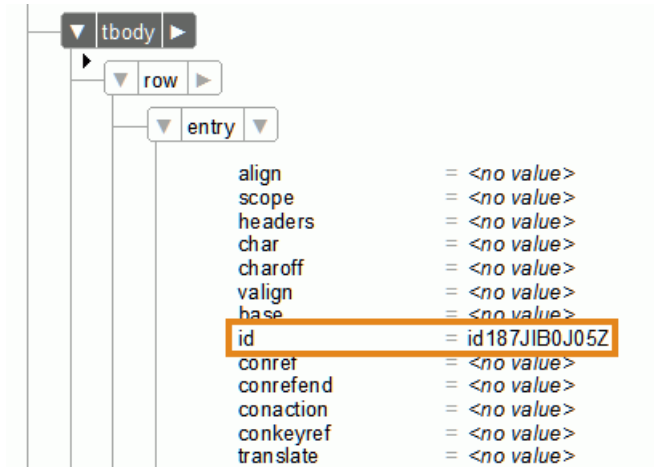 tbody
row
entry
align = <no value>
scope = <no value>
headers = <no value>
char = <no value>
charoff = <no value>
valign = <no value>
base = <no value>
id = id187JIB0J05Z
conref = <no value>
conrefend = <no value>
conaction = <no value>
conkeyref = <no value>
translate = <no value>